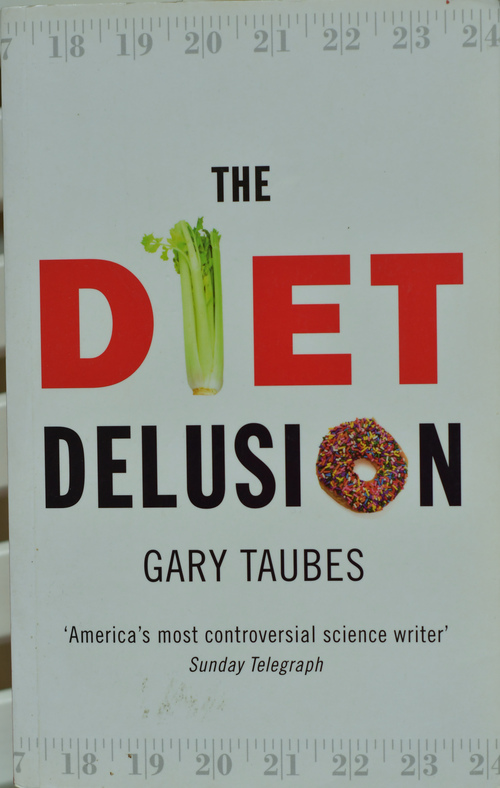 7 18 19 20 21 22 23 24
THE
DIET
DELUSION
GARY TAUBES
‘America’s most controversial science writer’
Sunday Telegraph
7 18 19 20 21 22 23 24